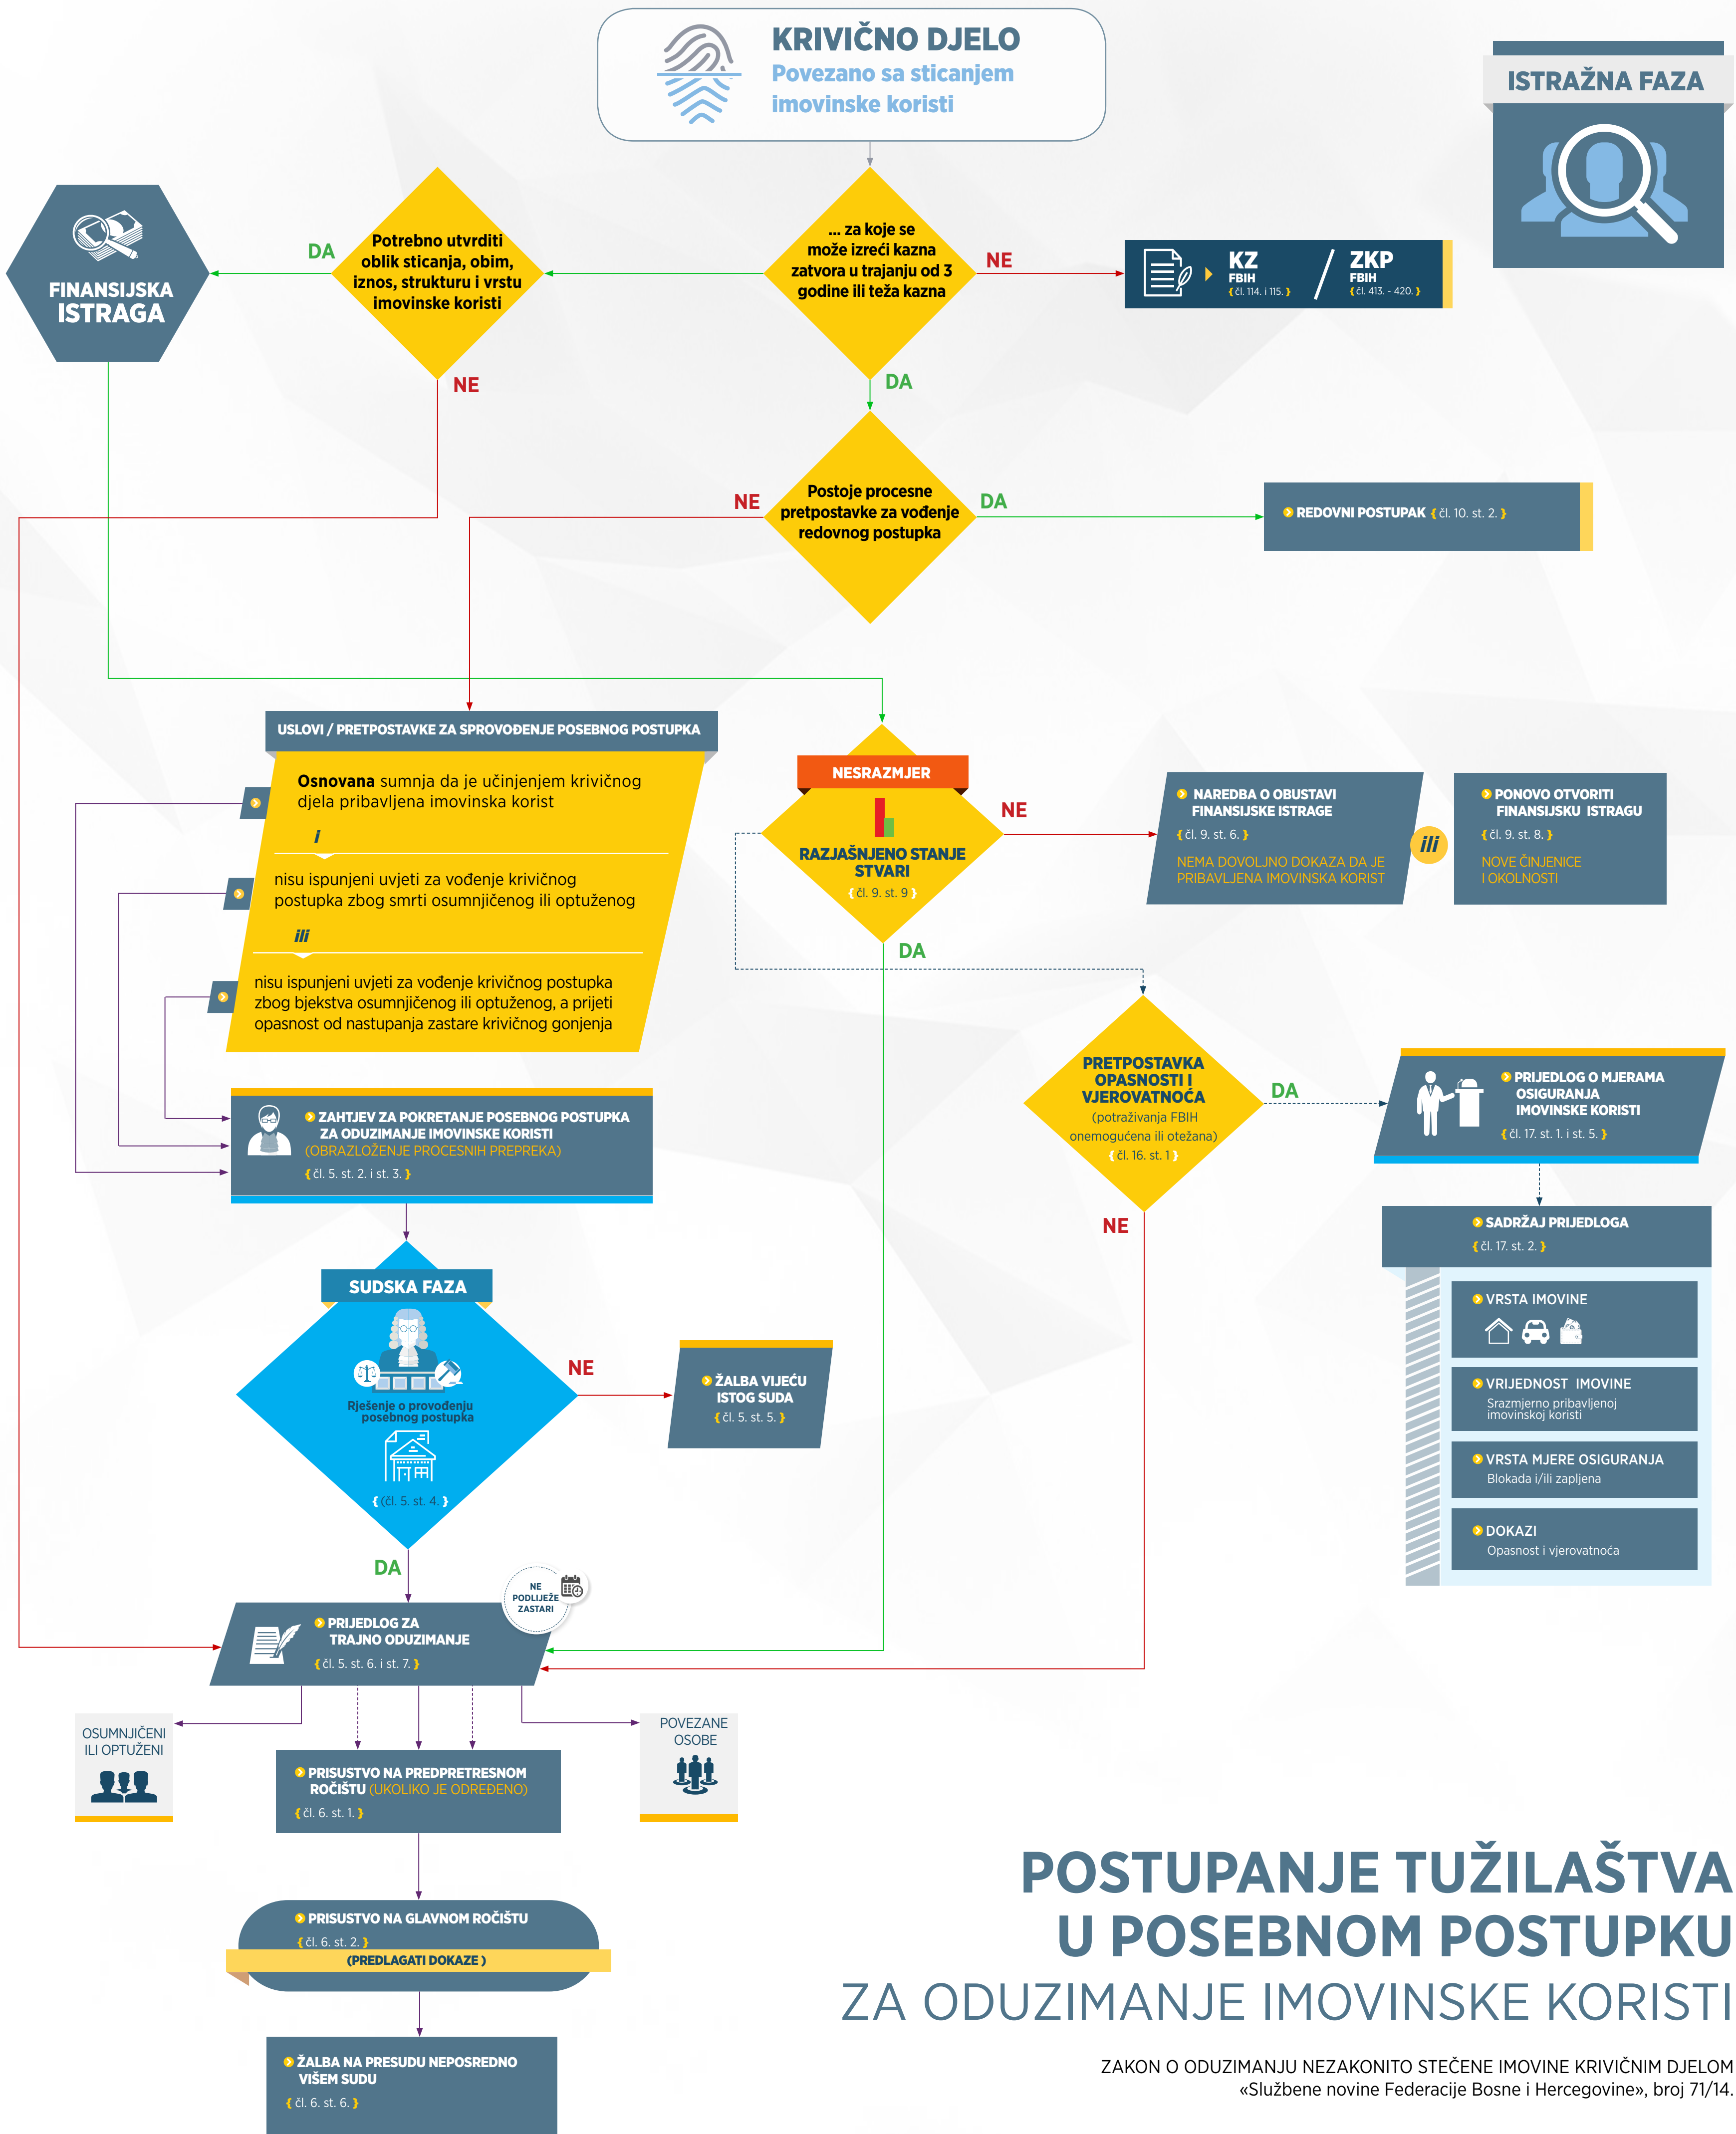 KRIVIČNO DJELO
Povezano sa sticanjem
imovinske koristi
ISTRAŽNA FAZA
FINANSIJSKA
ISTRAGA
DA
Potrebno utvrditi
oblik sticanja, obim,
iznos, strukturu i vrstu
imovinske koristi
NE
... za koje se
može izreći kazna
zatvora u trajanju od 3
godine ili teža kazna
NE
DA
KZ
FBIH
{ čl. 114. i 115. }
/
ZKP
FBIH
{ čl. 413. - 420. }
NE
Postoje procesne
pretpostavke za vođenje
redovnog postupka
DA
REDOVNI POSTUPAK { čl. 10. st. 2. }
USLOVI / PRETPOSTAVKE ZA SPROVOĐENJE POSEBNOG POSTUPKA
Osnovana sumnja da je učinjenjem krivičnog
djela pribavljena imovinska korist
i
nisu ispunjeni uvjeti za vođenje krivičnog
postupka zbog smrti osumnjičenog ili optuženog
ili
nisu ispunjeni uvjeti za vođenje krivičnog postupka
zbog bjekstva osumnjičenog ili optuženog, a prijeti
opasnost od nastupanja zastare krivičnog gonjenja
NESRAZMJER
RAZJAŠNJENO STANJE
STVARI
{ čl. 9. st. 9 }
NE
DA
NAREDBA O OBUSTAVI
FINANSIJSKE ISTRAGE
{ čl. 9. st. 6. }
NEMA DOVOLJNO DOKAZA DA JE
PRIBAVLJENA IMOVINSKA KORIST
ili
PONOVO OTVORITI
FINANSIJSKU ISTRAGU
{ čl. 9. st. 8. }
NOVE ČINJENICE
I OKOLNOSTI
PRETPOSTAVKA
OPASNOSTI I
VJEROVATNOĆA
(potraživanja FBIH
onemogućena ili otežana)
{ čl. 16. st. 1 }
DA
NE
PRIJEDLOG O MJERAMA
OSIGURANJA
IMOVINSKE KORISTI
{ čl. 17. st. 1. i st. 5. }
SADRŽAJ PRIJEDLOGA
{ čl. 17. st. 2. }
VRSTA IMOVINE
VRIJEDNOST IMOVINE
Srazmjerno pribavljenoj
imovinskoj koristi
VRSTA MJERE OSIGURANJA
Blokada i/ili zapljena
DOKAZI
Opasnost i vjerovatnoća
ZAHTJEV ZA POKRETANJE POSEBNOG POSTUPKA
ZA ODUZIMANJE IMOVINSKE KORISTI
(OBRAZLOŽENJE PROCESNIH PREPREKA)
{ čl. 5. st. 2. i st. 3. }
SUDSKA FAZA
Rješenje o provođenju
posebnog postupka
{ (čl. 5. st. 4. }
NE
DA
ŽALBA VIJEĆU
ISTOG SUDA
{ čl. 5. st. 5. }
NE
PODLIJEŽE
ZASTARI
PRIJEDLOG ZA
TRAJNO ODUZIMANJE
{ čl. 5. st. 6. i st. 7. }
OSUMNJIČENI
ILI OPTUŽENI
POVEZANE
OSOBE
PRISUSTVO NA PREDPRETRESNOM
ROČIŠTU (UKOLIKO JE ODREĐENO)
{ čl. 6. st. 1. }
PRISUSTVO NA GLAVNOM ROČIŠTU
{ čl. 6. st. 2. }
(PREDLAGATI DOKAZE )
ŽALBA NA PRESUDU NEPOSREDNO
VIŠEM SUDU
{ čl. 6. st. 6. }
POSTUPANJE TUŽILAŠTVA
U POSEBNOM POSTUPKU
ZA ODUZIMANJE IMOVINSKE KORISTI
ZAKON O ODUZIMANJU NEZAKONITO STEČENE IMOVINE KRIVIČNIM DJELOM
«Službene novine Federacije Bosne i Hercegovine», broj 71/14.